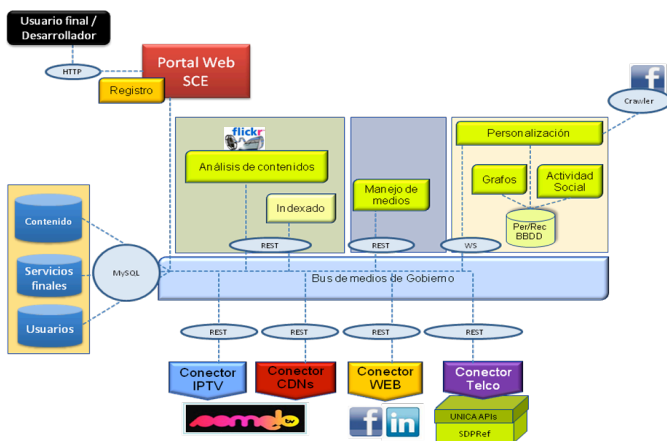 Usuario final /
Desarrollador
HTTP
Portal Web
SCE
Registro
Crawler
flickr
Análisis de contenidos
Indexado
Manejo de
medios
Personalización
Grafos
Actividad
Social
Per/Rec
BBDD
REST
REST
WS
Contenido
Servicios
finales
Usuarios
MySQL
Bus de medios de Gobierno
REST
REST
REST
REST
Conector
IPTV
Conector
CDNs
Conector
WEB
Conector
Telco
tv
f
in
UNICA APIs
SDPRef